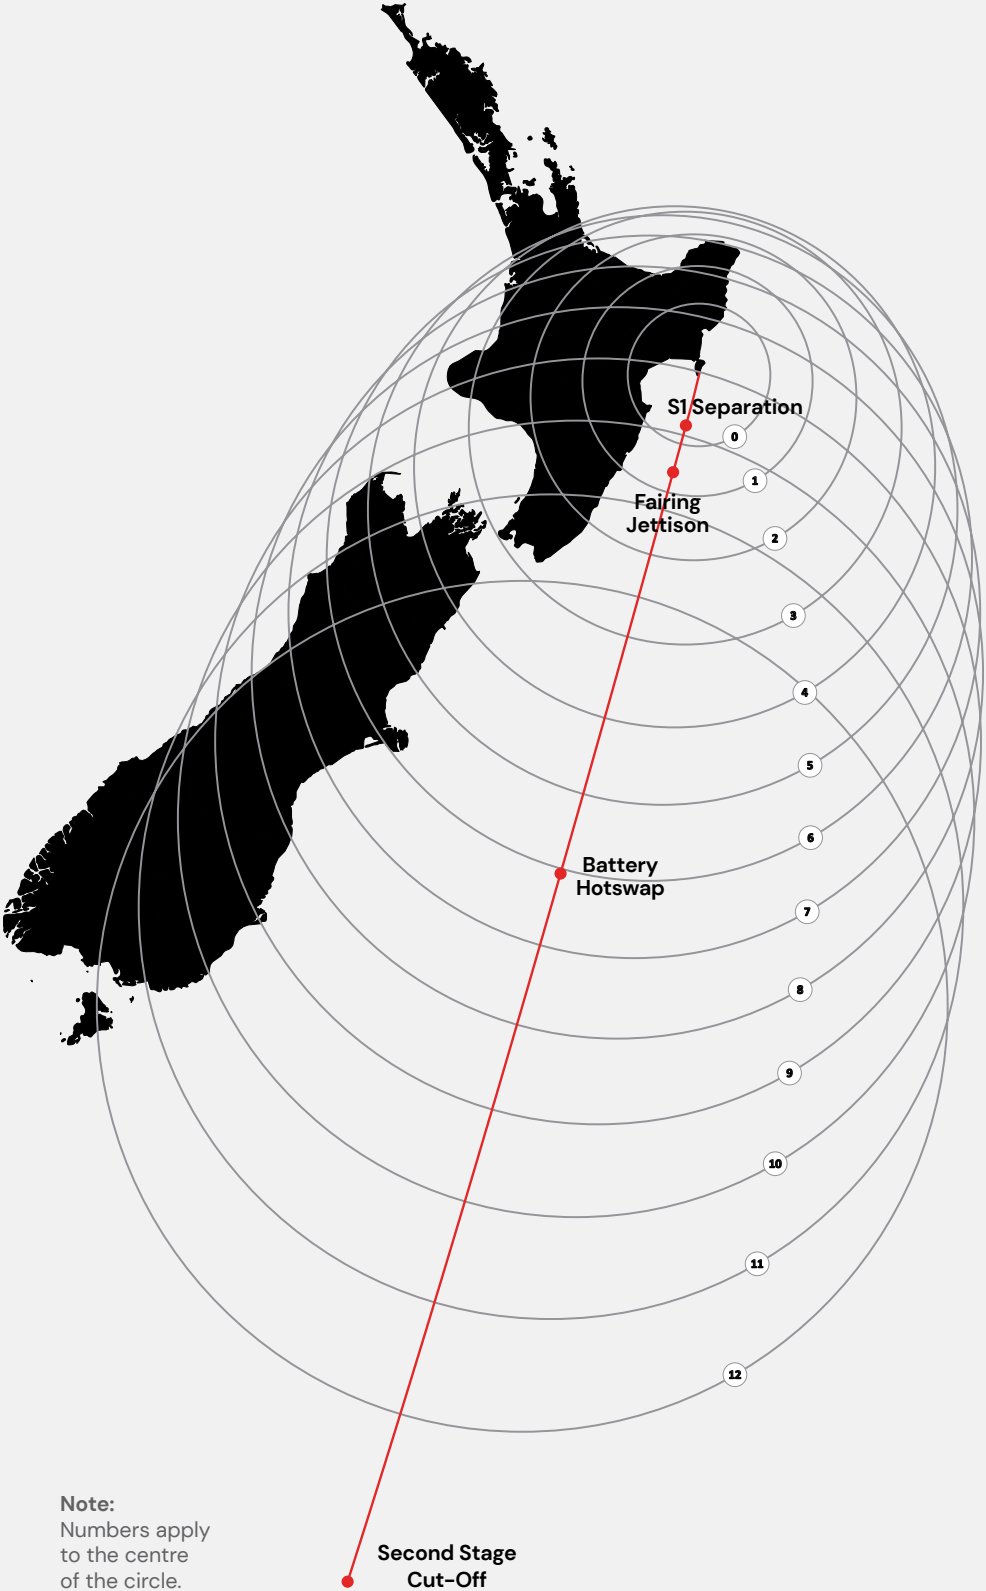 S1 Separation
0
1
Fairing
Jettison
2
3
4
5
6
Battery
Hotswap
7
8
9
10
11
12
Note:
Numbers apply
to the centre
of the circle.
Second Stage
Cut-Off